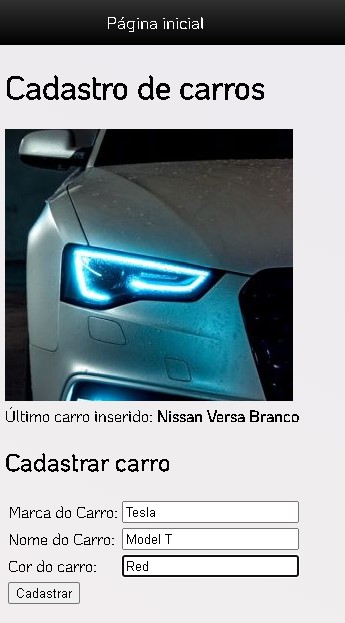 Página inicial
Cadastro de carros
Último carro inserido: Nissan Versa Branco
Cadastrar carro
Marca do Carro: Tesla
Nome do Carro: Model T
Cor do carro: Red
Cadastrar